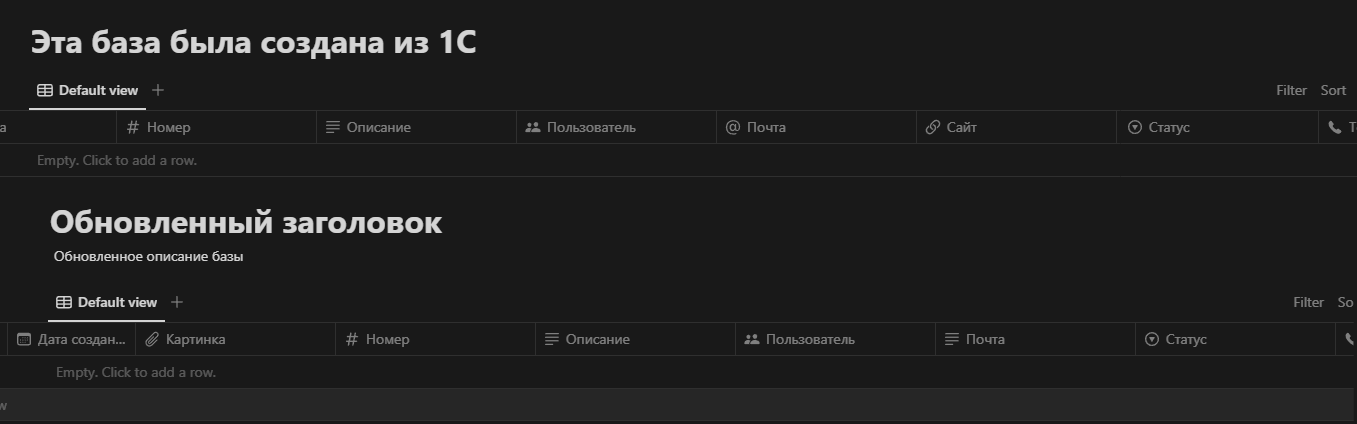 Эта база была создана из 1С
Default view
Filter Sort
а Номер Описание Пользователь @ Почта Сайт Статус Т
Empty. Click to add a row.
Обновленный заголовок
Обновленное описание базы
Default view
Filter So
Дата создан... Картинка Номер Описание Пользователь Почта Статус
Empty. Click to add a row.
w